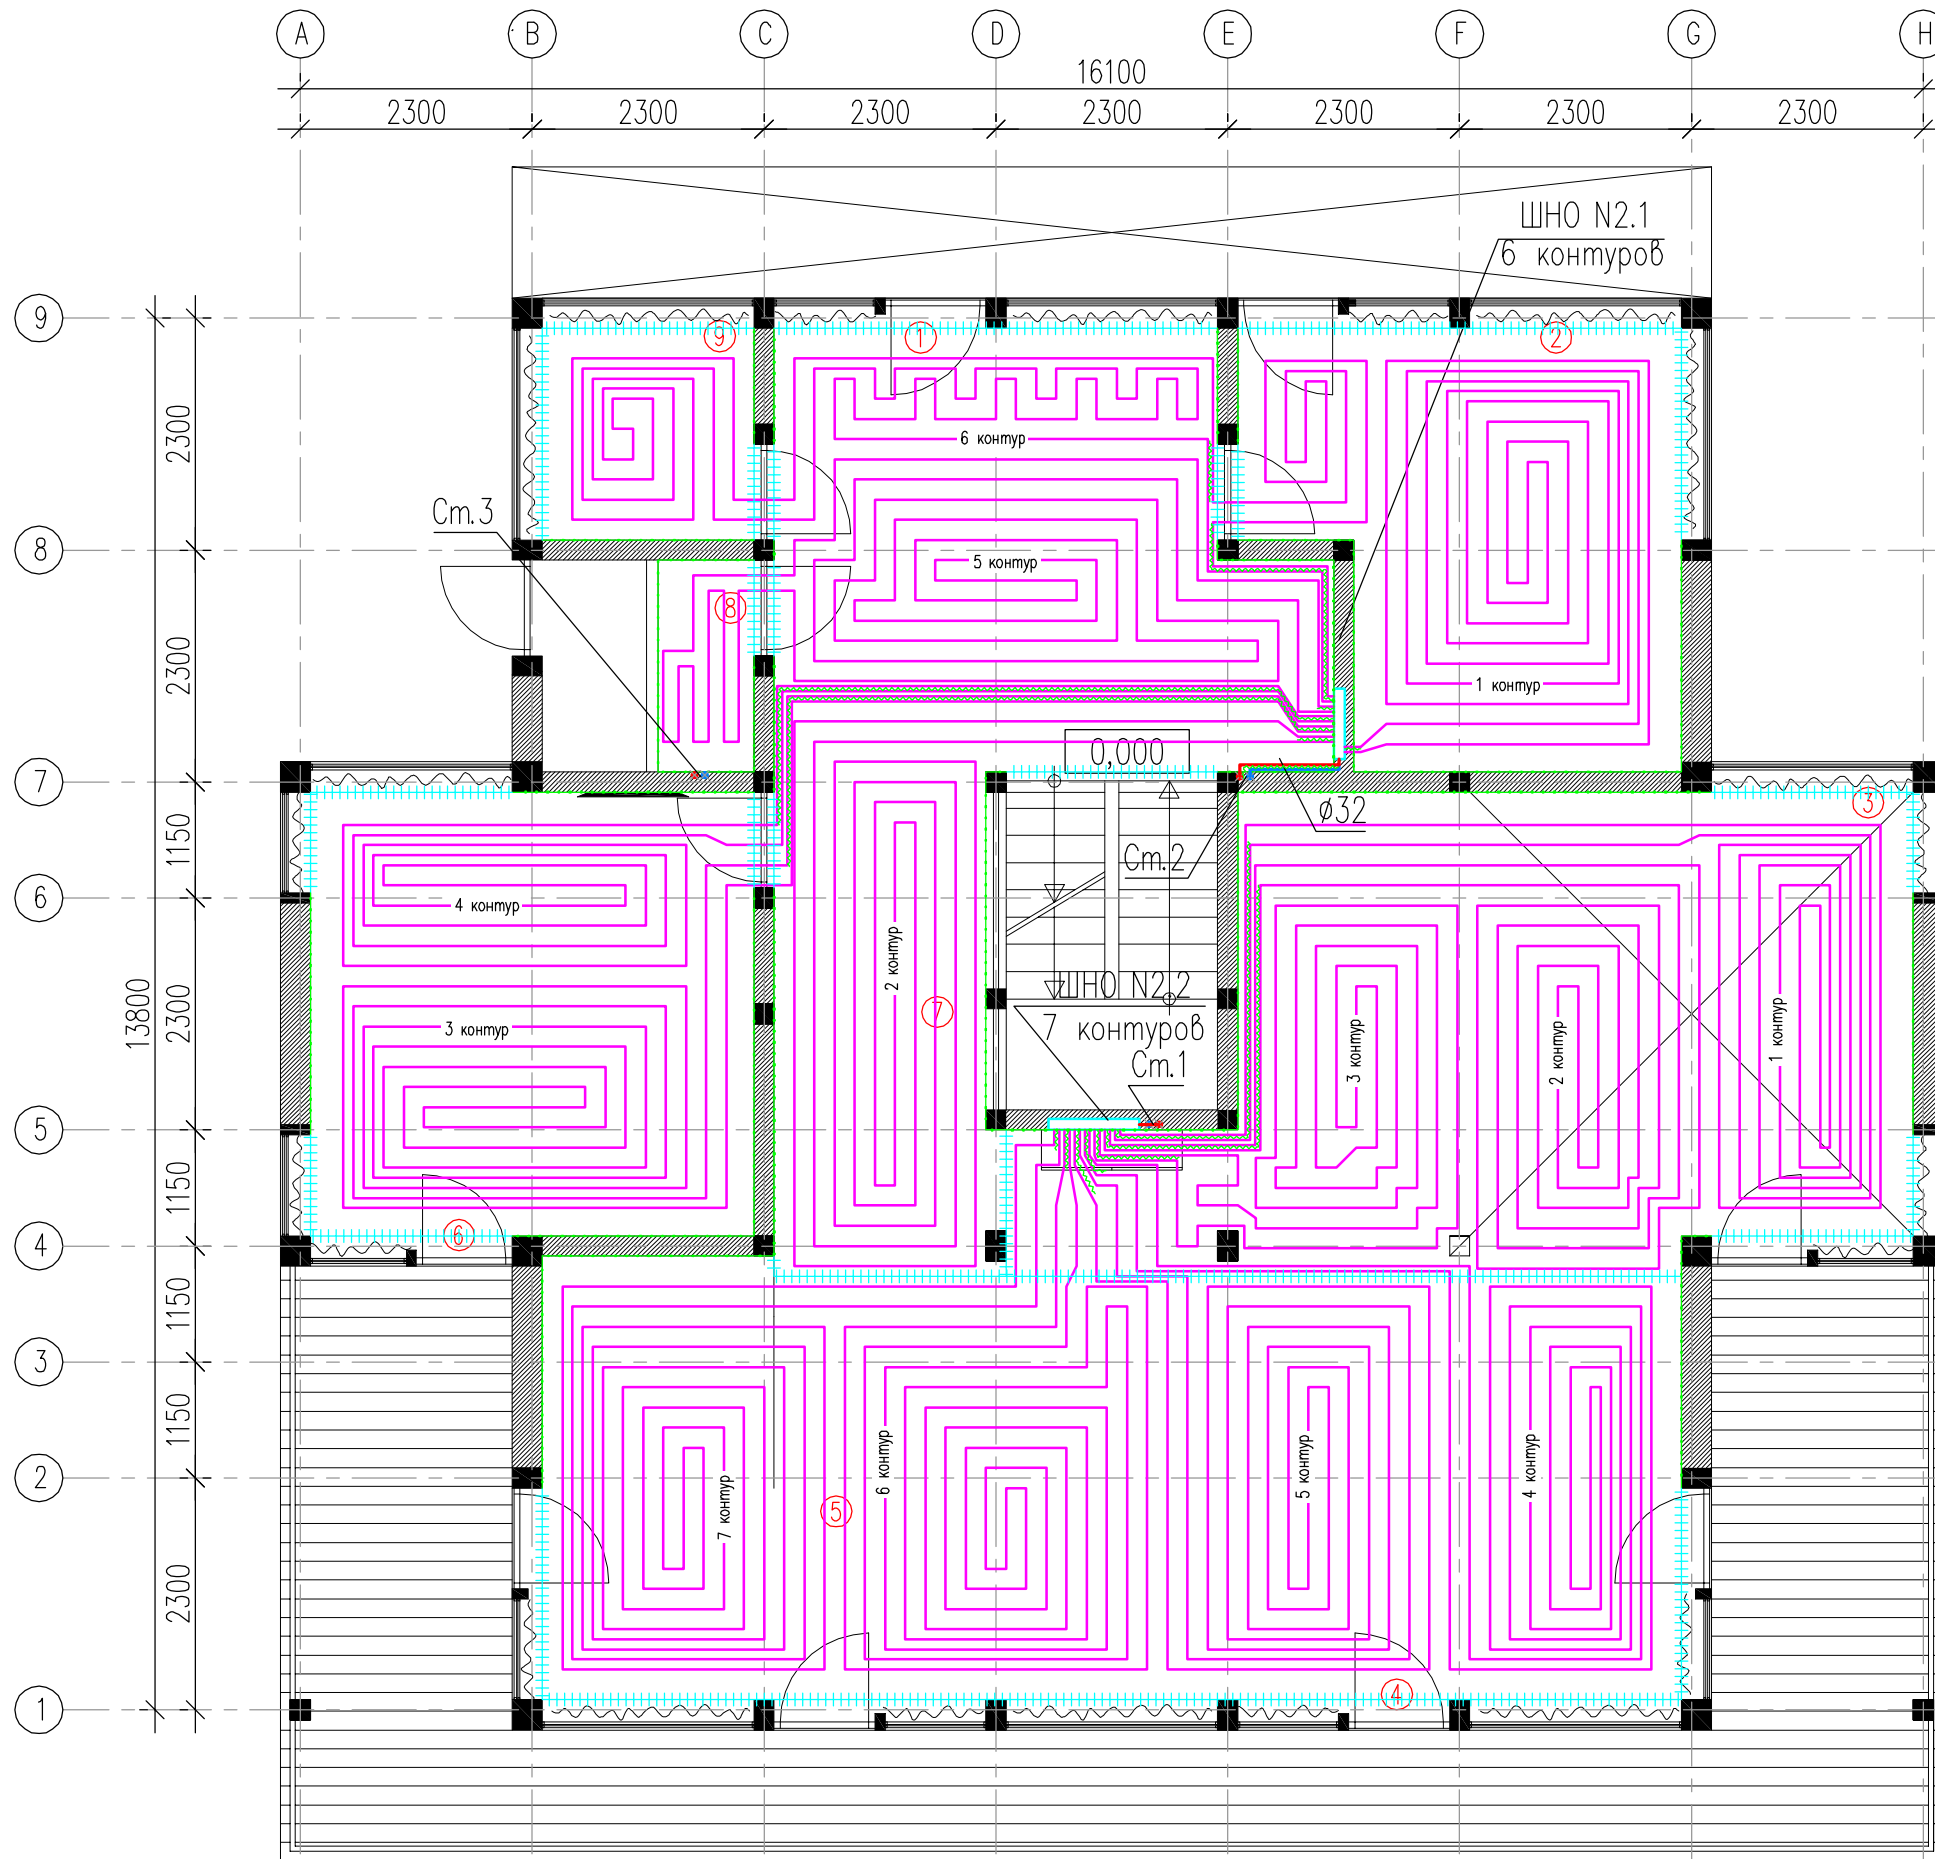 A B C D E F G H
16100
2300 2300 2300 2300 2300 2300 2300
ШНО N2.1
6 контуров
9
9 1 2
2300
6 контур
Ст.3
8
5 контур
8
2300
1 контур
0,000
7
3
Ø32
1150
Ст.2
6
4 контур
2 контур
ШНО N2.2
7 контуров
7
13800
2300
3 контур
Ст.1
3 контур
2 контур
1 контур
5
1150
6
4
1150
3
1150
2
7 контур
6 контур
5 контур
4 контур
5
2300
4
1